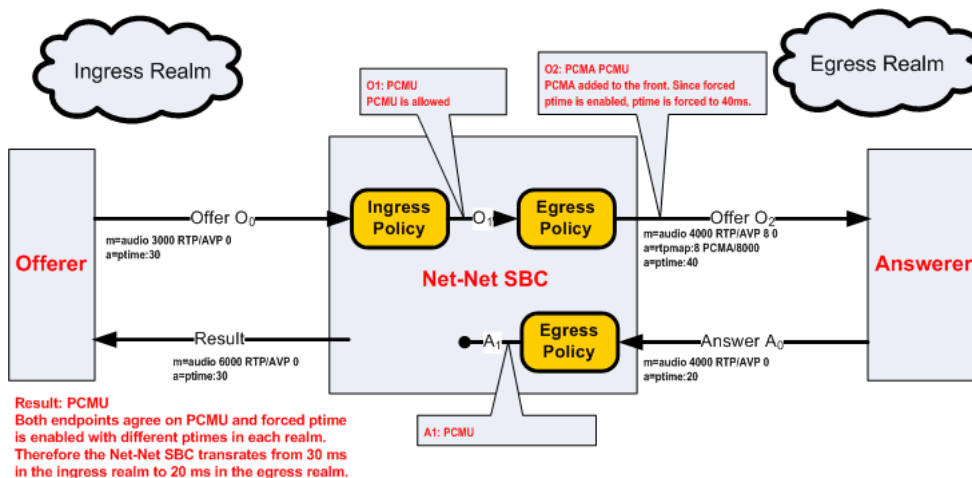 Ingress Realm
Egress Realm
O1: PCMU
PCMU is allowed
O2: PCMA PCMU
PCMA added to the front. Since forced
ptime is enabled, ptime is forced to 40ms.
Offerer
Offer O0
m=audio 3000 RTP/AVP 0
a=ptime:30
Ingress
Policy
O1
Egress
Policy
Offer O2
m=audio 4000 RTP/AVP 8 0
a=rtpmap:8 PCMA/8000
a=ptime:40
Answerer
Net-Net SBC
Result
m=audio 6000 RTP/AVP 0
a=ptime:30
A1
Egress
Policy
Answer A0
m=audio 4000 RTP/AVP 0
a=ptime:20
Result: PCMU
Both endpoints agree on PCMU and forced ptime
is enabled with different ptimes in each realm.
Therefore the Net-Net SBC transrates from 30 ms
in the ingress realm to 20 ms in the egress realm.
A1: PCMU